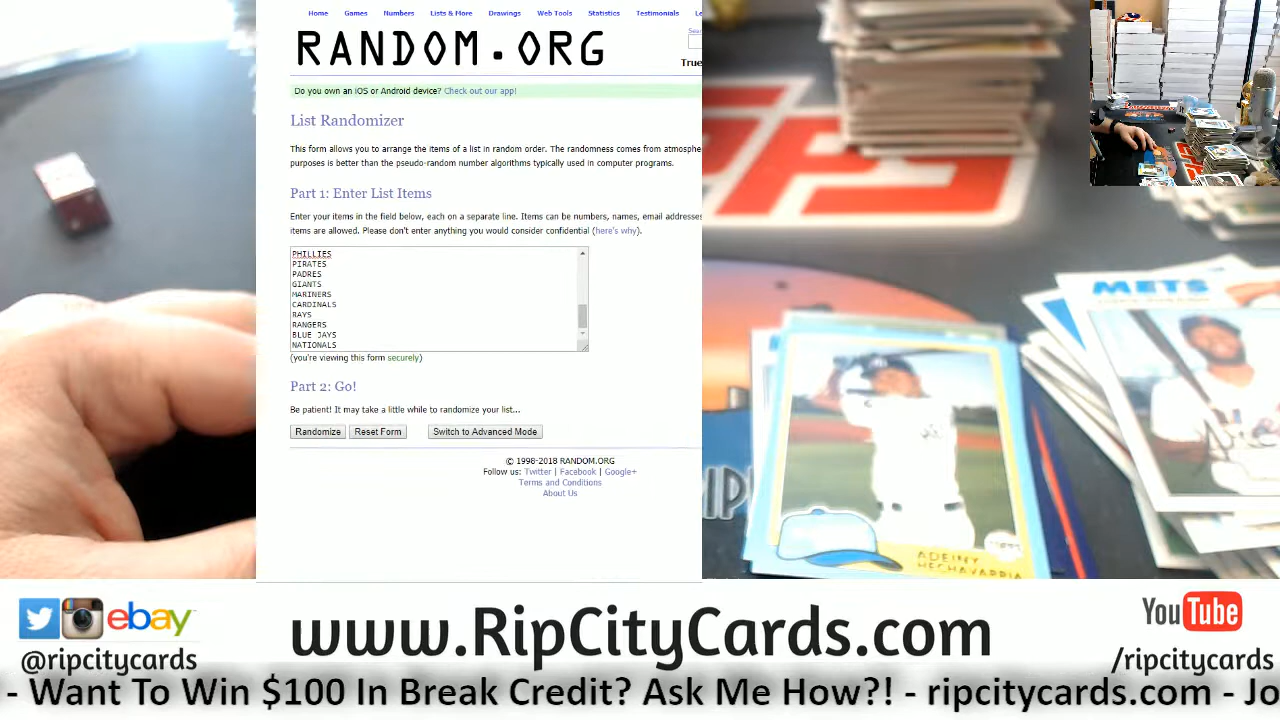 Home Games Numbers Lists & More Drawings Web Tools Statistics Testimonials Le
RANDOM.ORG
Sea
True
Do you own an iOS or Android device? Check out our app!
List Randomizer
This form allows you to arrange the items of a list in random order. The randomness comes from atmosphe
purposes is better than the pseudo-random number algorithms typically used in computer programs.
Part 1: Enter List Items
Enter your items in the field below, each on a separate line. Items can be numbers, names, email addresses
items are allowed. Please don't enter anything you would consider confidential (here's why).
PHILLIES
PIRATES
PADRES
GIANTS
MARINERS
CARDINALS
RAYS
RANGERS
BLUE JAYS
NATIONALS
(you're viewing this form securely)
Part 2: Go!
Be patient! It may take a little while to randomize your list...
Randomize Reset Form Switch to Advanced Mode
© 1998-2018 RANDOM.ORG
Follow us: Twitter | Facebook | Google+
Terms and Conditions
About Us
METS
ADEINY
HECHAVARRIA
ebay
@ripcitycards
www.RipCityCards.com
YouTube
/ripcitycards
- Want To Win $100 In Break Credit? Ask Me How?! - ripcitycards.com - Jo